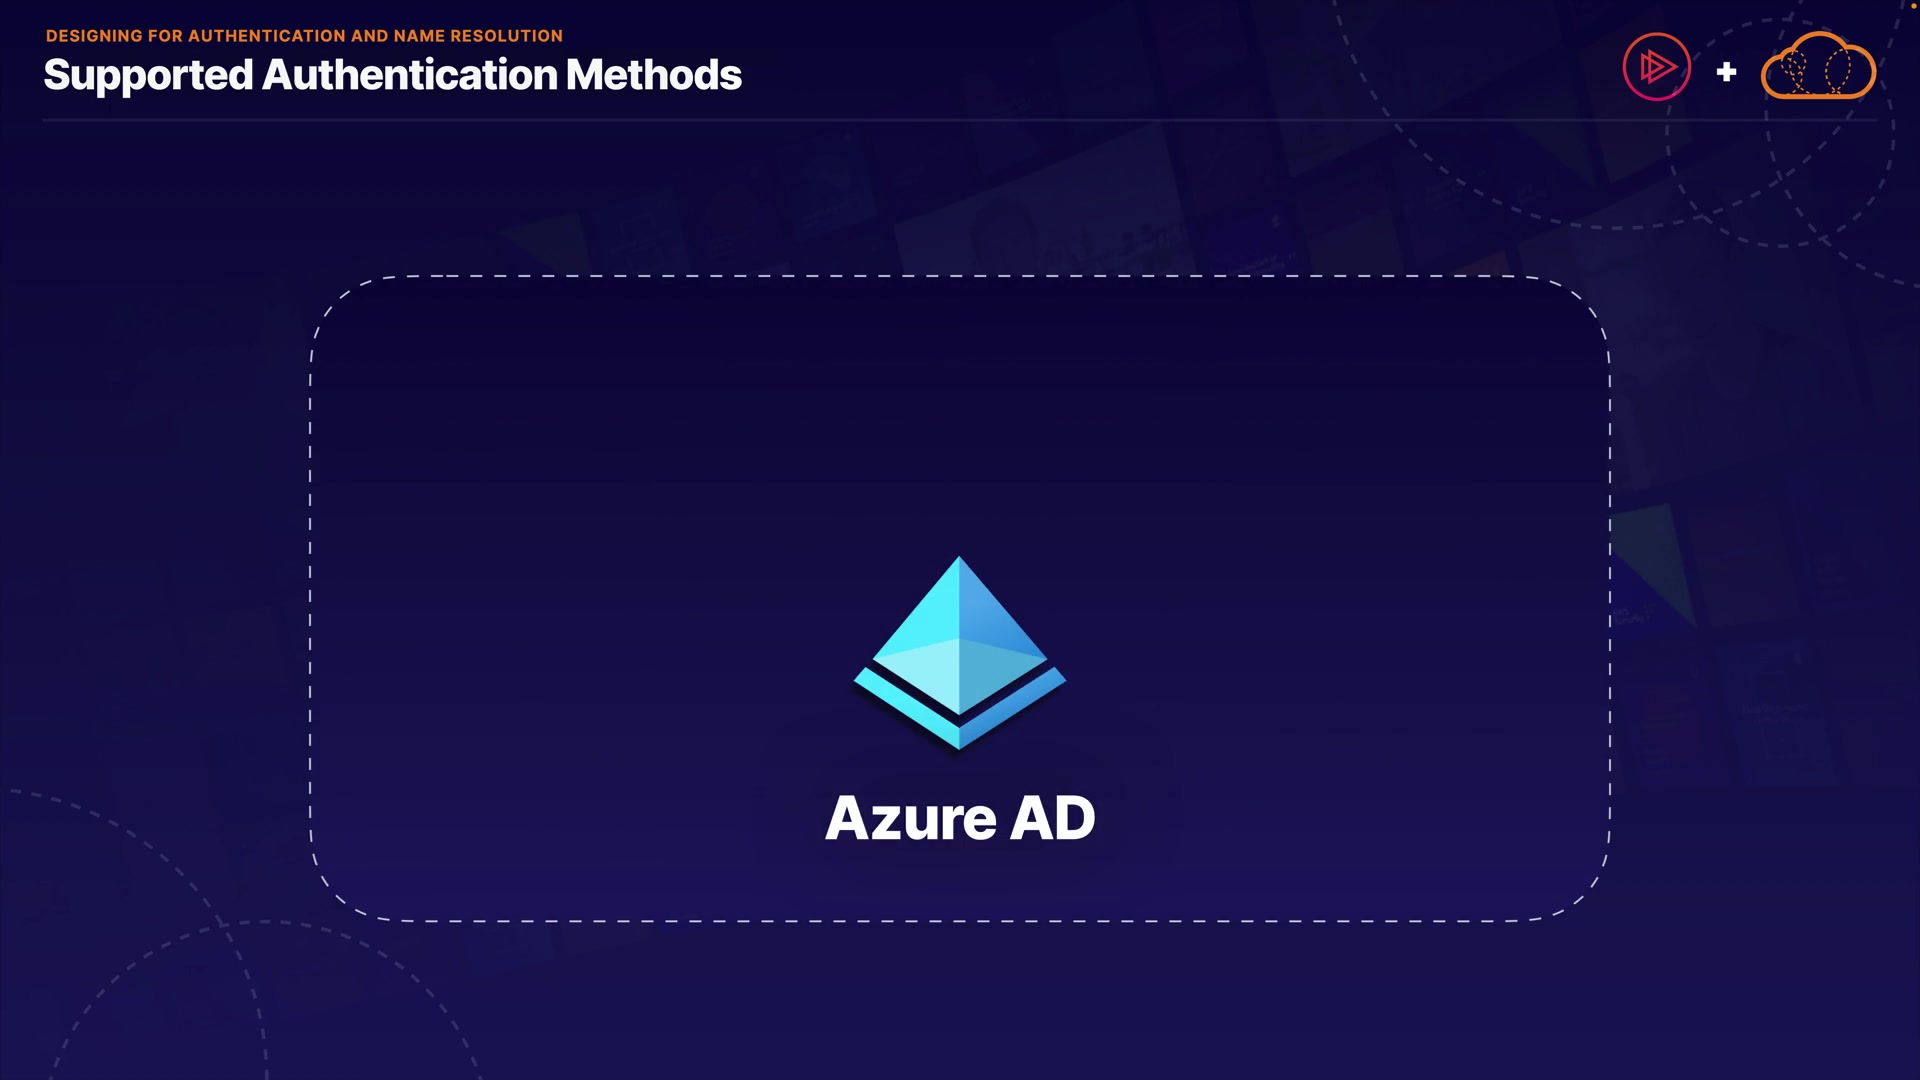 DESIGNING FOR AUTHENTICATION AND NAME RESOLUTION
Supported Authentication Methods
Azure AD